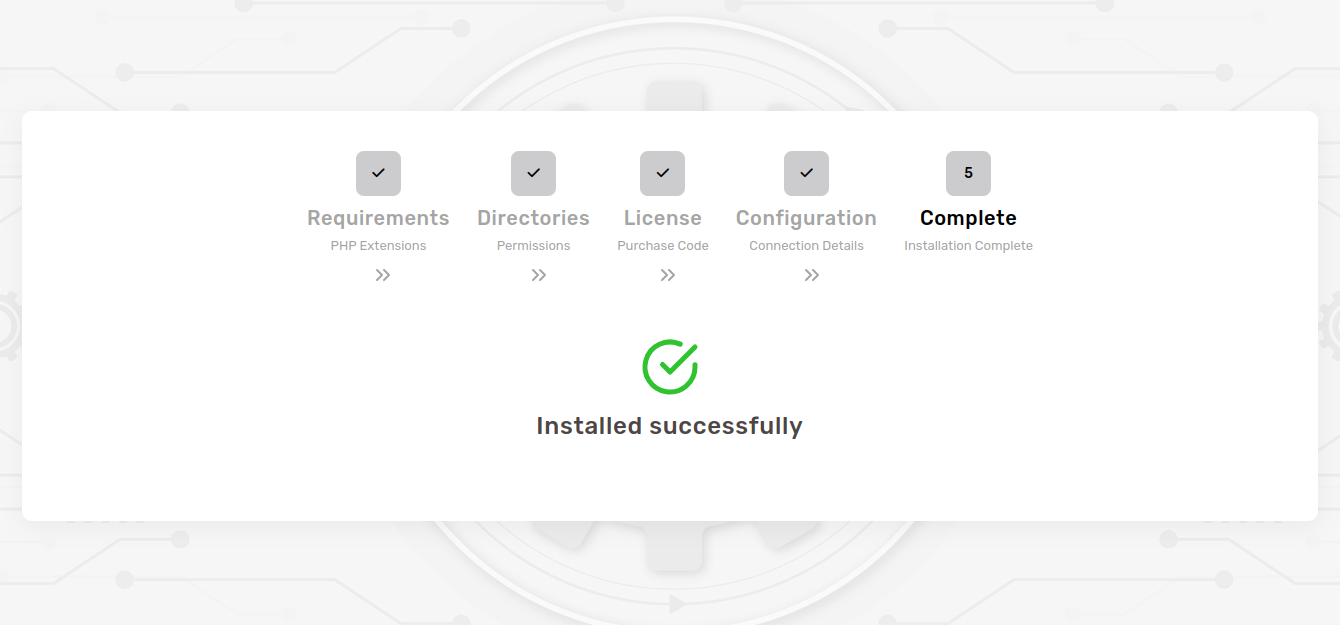 5
Requirements Directories License Configuration Complete
PHP Extensions Permissions Purchase Code Connection Details Installation Complete
Installed successfully